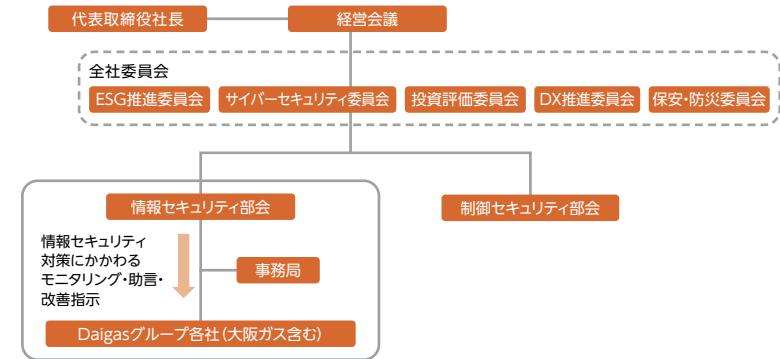 代表取締役社長
経営会議
全社委員会
ESG推進委員会
サイバーセキュリティ委員会
投資評価委員会
DX推進委員会
保安・防災委員会
情報セキュリティ部会
制御セキュリティ部会
情報セキュリティ
対策にかかわる
モニタリング・助言・
改善指示
事務局
Daigasグループ各社(大阪ガス含む)